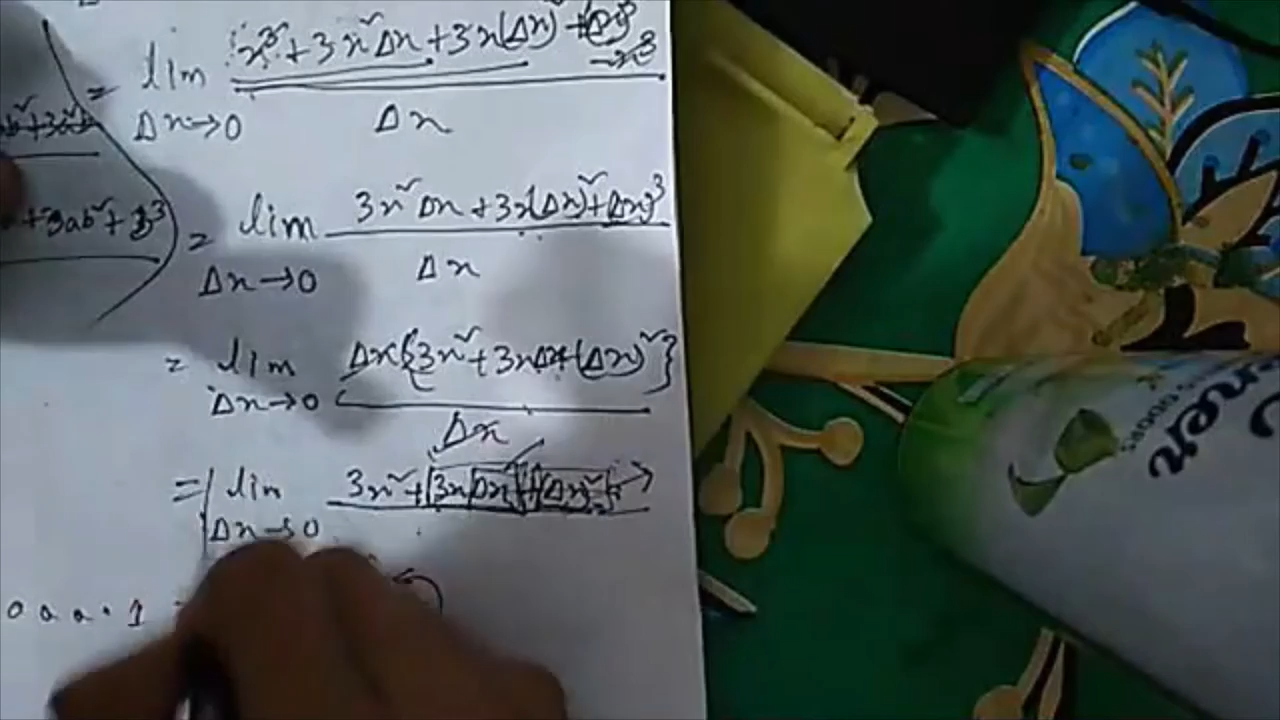 = lim x³ + 3x²Δx + 3x(Δx)² + (Δx)³ - x³
Δx→0 Δx
+ 3ab² + b³
= lim 3x²Δx + 3x(Δx)² + (Δx)³
Δx→0 Δx
= lim Δx{3x² + 3xΔx + (Δx)²}
Δx→0 Δx
= lim 3x² + 3xΔx + (Δx)²
Δx→0